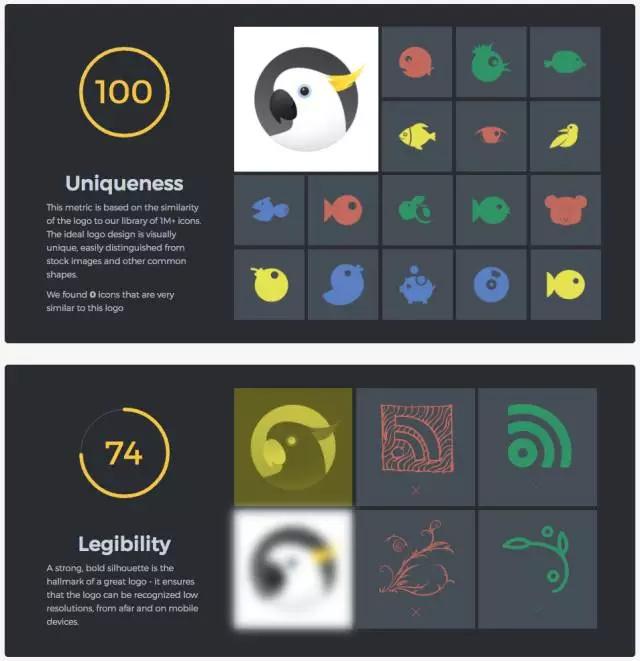 100
Uniqueness
This metric is based on the similarity
of the logo to our library of 1M+ icons.
The ideal logo design is visually
unique, easily distinguished from
stock images and other common
shapes.
We found 0 icons that are very
similar to this logo
74
Legibility
A strong, bold silhouette is the
hallmark of a great logo - it ensures
that the logo can be recognized low
resolutions, from afar and on mobile
devices.